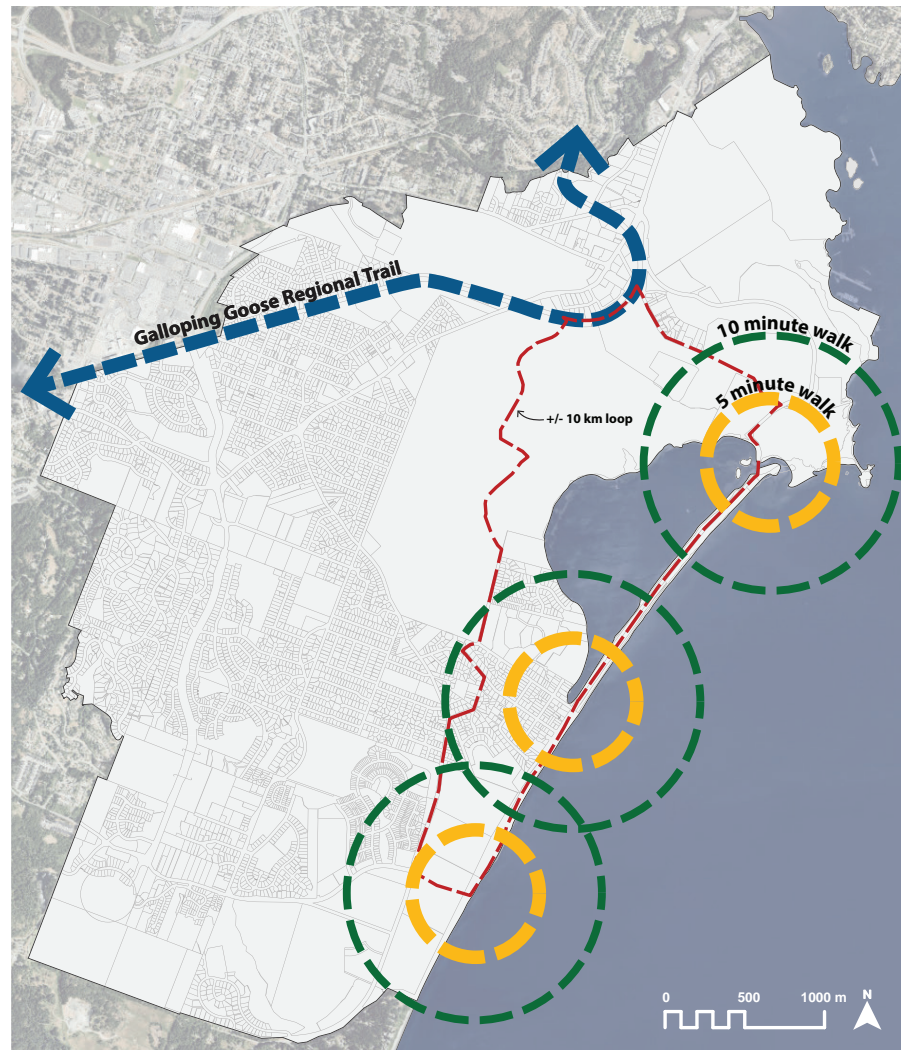 Galloping Goose Regional Trail
10 minute walk
5 minute walk
+/- 10 km loop
0 500 1000 m N